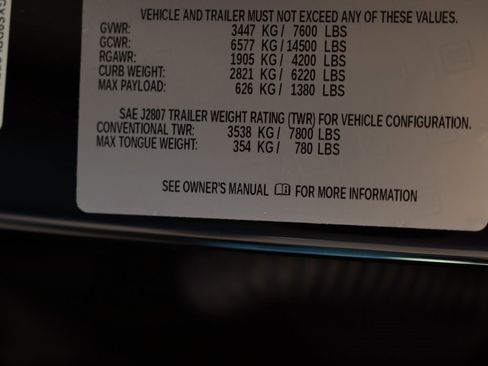 VEHICLE AND TRAILER MUST NOT EXCEED ANY OF THESE VALUES.
GVWR: 3447 KG / 7600 LBS
GCWR: 6577 KG / 14500 LBS
RGAWR: 1905 KG / 4200 LBS
CURB WEIGHT: 2821 KG / 6220 LBS
MAX PAYLOAD: 626 KG / 1380 LBS
SAE J2807 TRAILER WEIGHT RATING (TWR) FOR VEHICLE CONFIGURATION.
CONVENTIONAL TWR: 3538 KG / 7800 LBS
MAX TONGUE WEIGHT: 354 KG / 780 LBS
SEE OWNER'S MANUAL FOR MORE INFORMATION